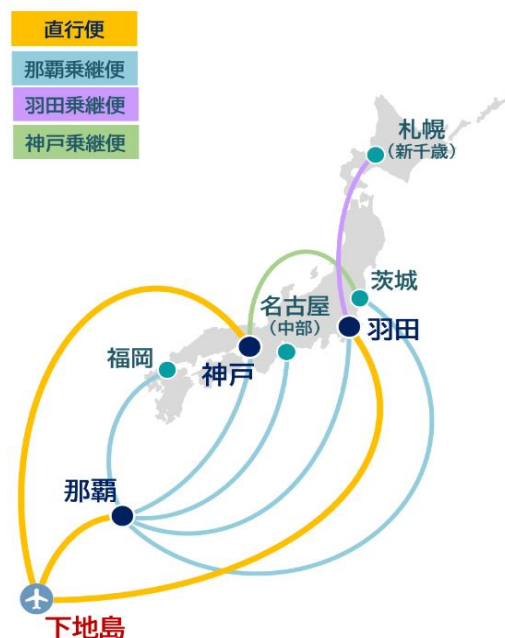 直行便
那覇乗継便
羽田乗継便
神戸乗継便
札幌
（新千歳）
茨城
名古屋
（中部）
羽田
福岡
神戸
那覇
下地島